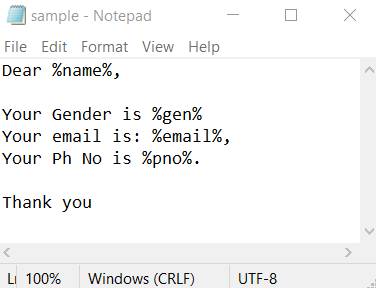 sample - Notepad
File Edit Format View Help
Dear %name%,
Your Gender is %gen%
Your email is: %email%,
Your Ph No is %pno%.
Thank you
100% Windows (CRLF) UTF-8